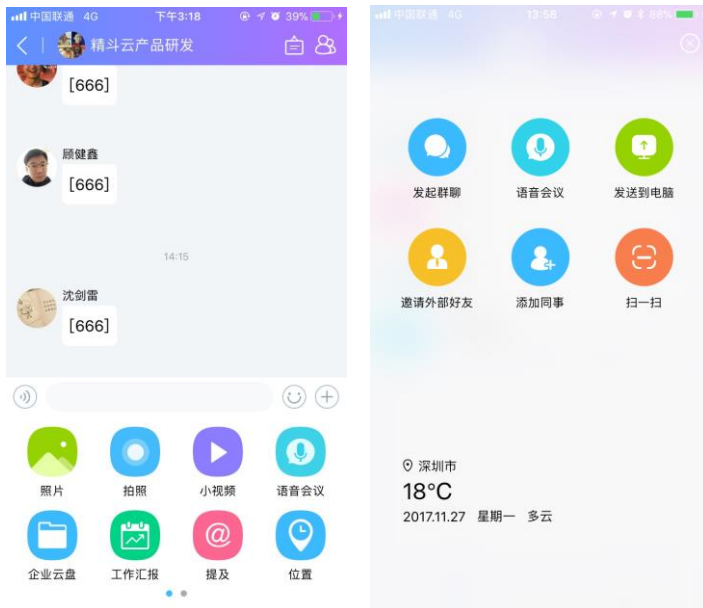 中国联通 4G 下午3:18 39%
精斗云产品研发
[666]
顾健鑫
[666]
14:15
沈剑雷
[666]
照片 拍照 小视频 语音会议
企业云盘 工作汇报 @ 提及 位置
中国联通 4G 13:58 88%
发起群聊 语音会议 发送到电脑
邀请外部好友 添加同事 扫一扫
深圳市
18°C
2017.11.27 星期一 多云